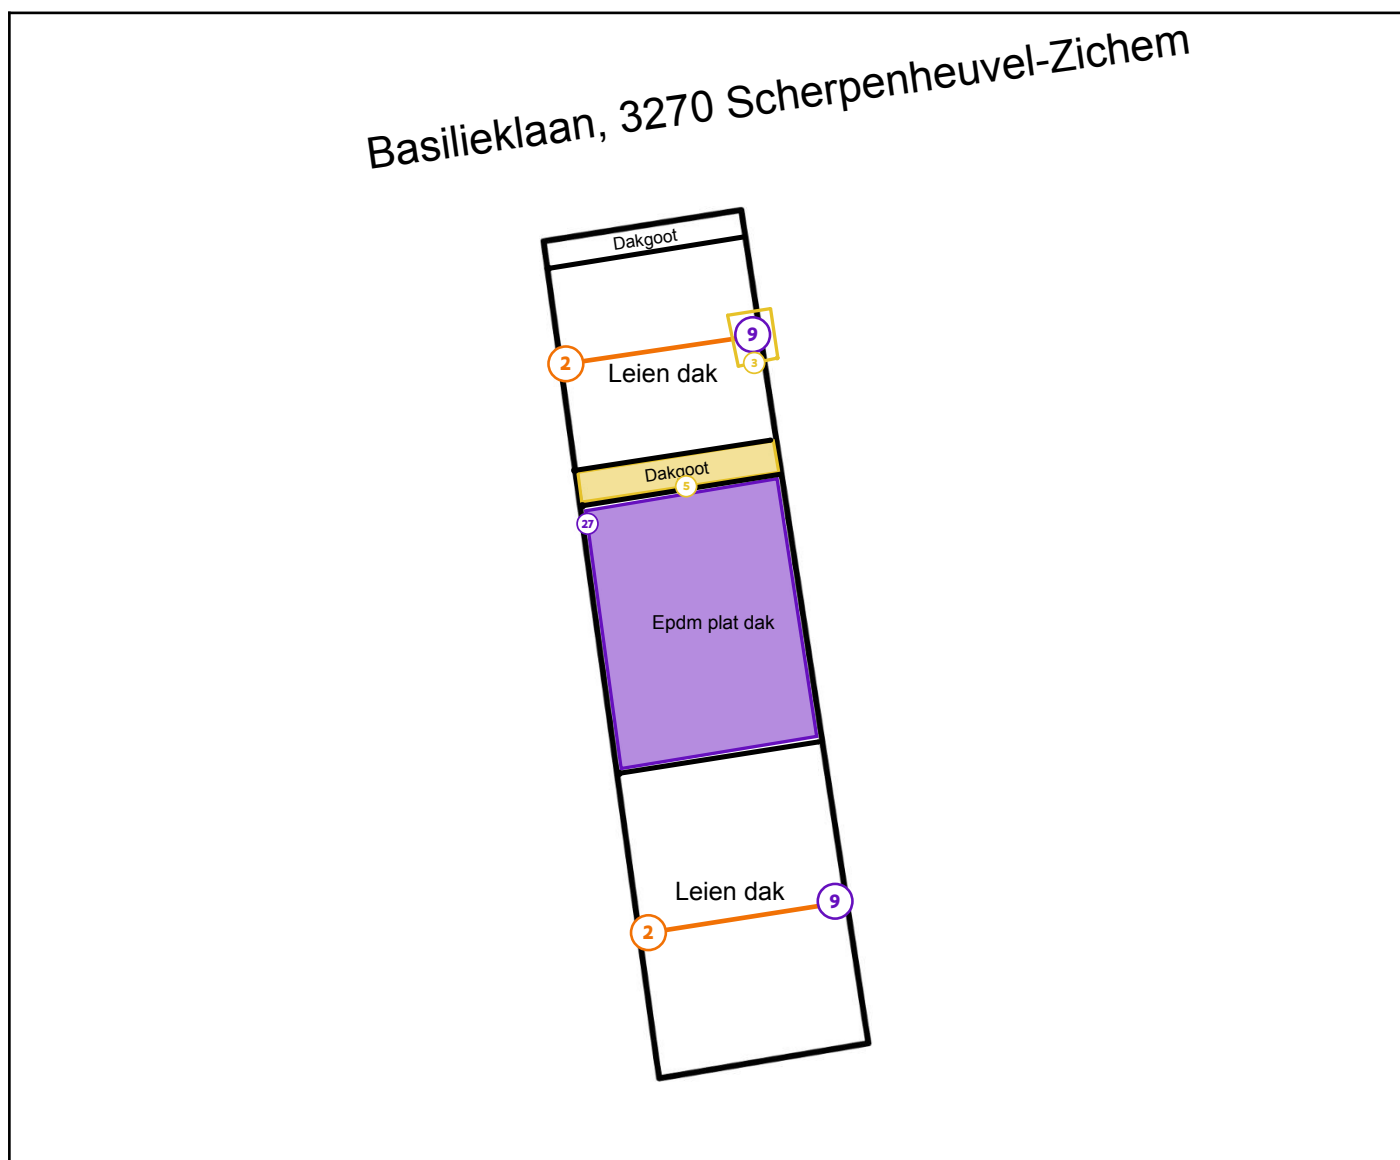 Basilieklaan, 3270 Scherpenheuvel-Zichem
Dakgoot
9
2
3
Leien dak
Dakgoot
5
27
Epdm plat dak
Leien dak
9
2